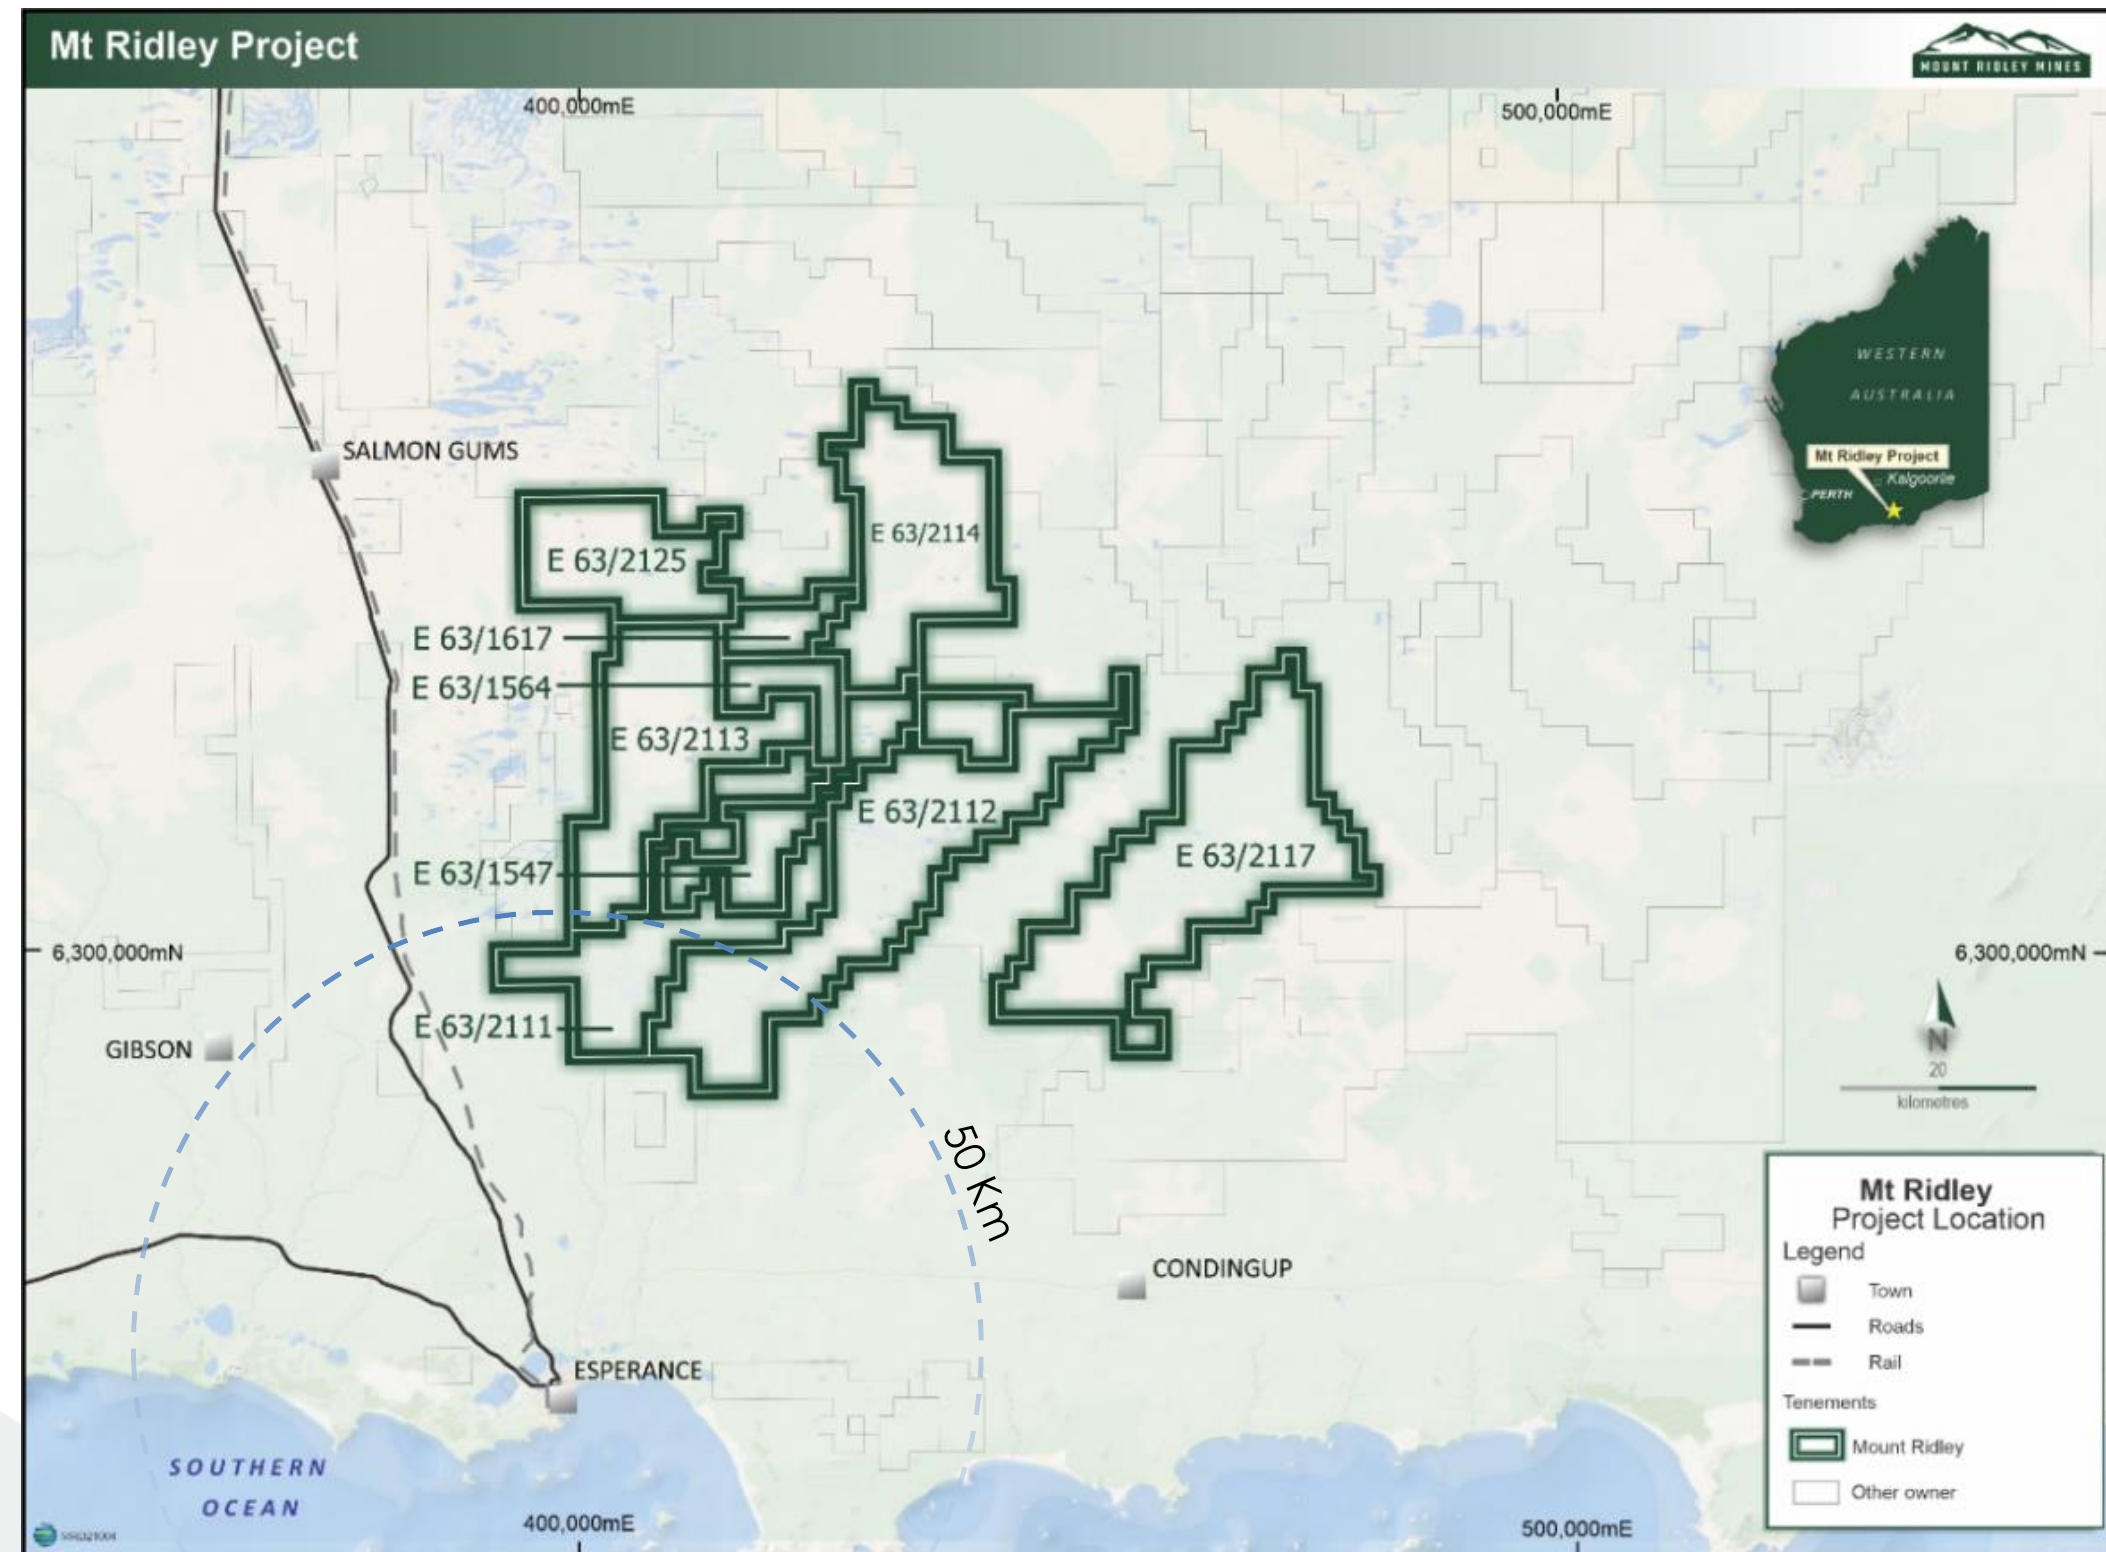 Mt Ridley Project
MOUNT RIDLEY MINES
400,000mE
500,000mE
WESTERN
AUSTRALIA
Mt Ridley Project
Kalgoorlie
PERTH
SALMON GUMS
E 63/2114
E 63/2125
E 63/1617
E 63/1564
E 63/2113
E 63/2112
E 63/2117
E 63/1547
6,300,000mN
6,300,000mN
E 63/2111
GIBSON
N
20
kilometres
50 Km
CONDINGUP
ESPERANCE
SOUTHERN
OCEAN
400,000mE
500,000mE
Mt Ridley
Project Location
Legend
Town
Roads
Rail
Tenements
Mount Ridley
Other owner